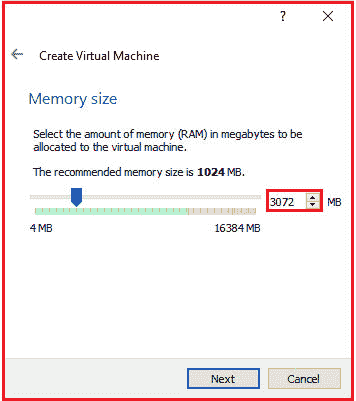 ?
Create Virtual Machine
Memory size
Select the amount of memory (RAM) in megabytes to be
allocated to the virtual machine.
The recommended memory size is 1024 MB.
3072 MB
4 MB 16384 MB
Next Cancel